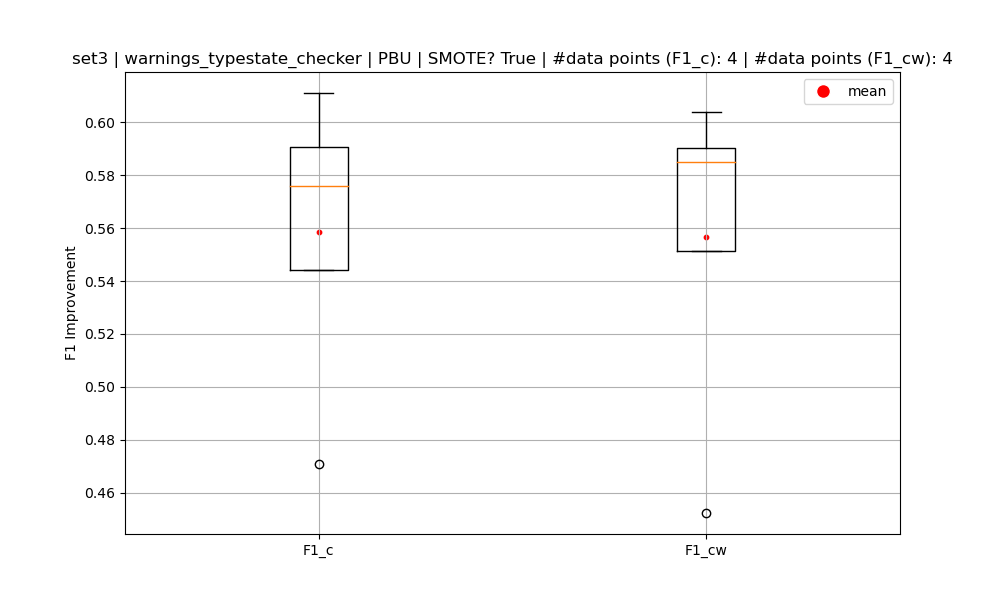 set3 | warnings_typestate_checker | PBU | SMOTE? True | #data points (F1_c): 4 | #data points (F1_cw): 4
mean
0.60
0.58
0.56
0.54
0.52
0.50
0.48
0.46
F1 Improvement
F1_c
F1_cw